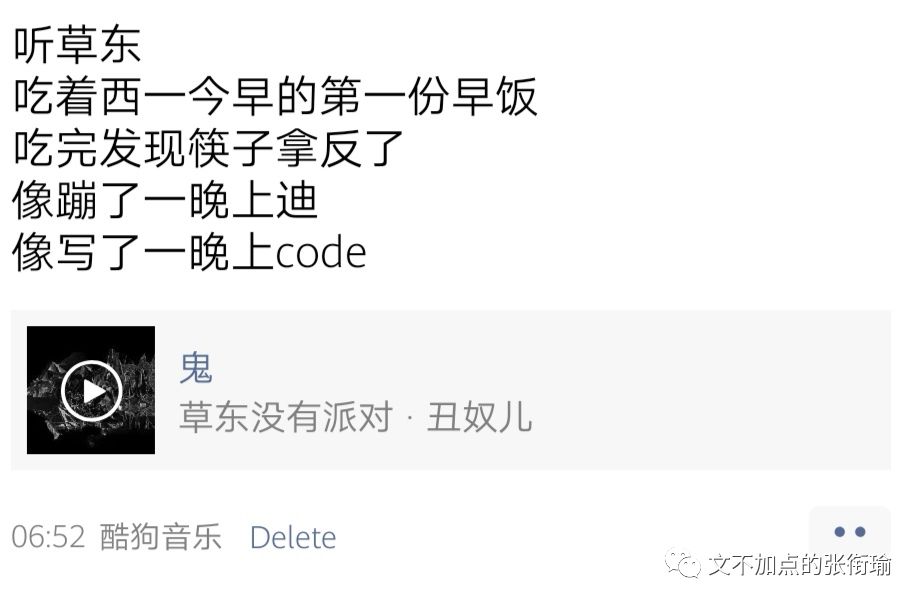 听草东
吃着西一今早的第一份早饭
吃完发现筷子拿反了
像蹦了一晚上迪
像写了一晚上code
鬼
草东没有派对 · 丑奴儿
06:52 酷狗音乐 Delete
文不加点的张衔瑜